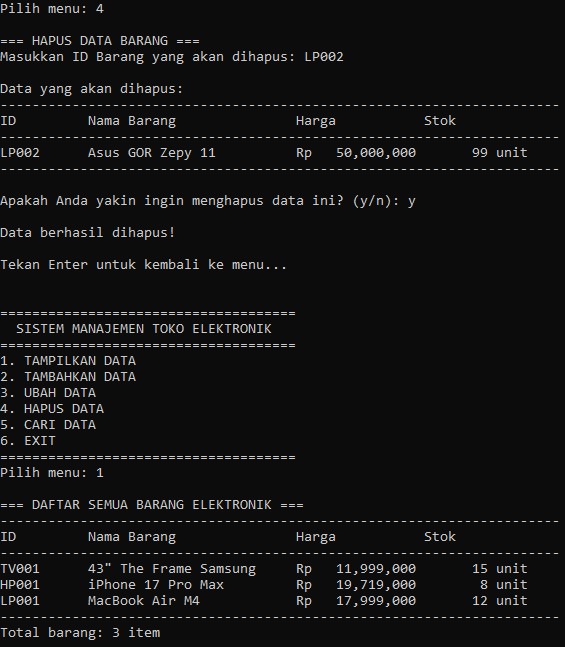 Pilih menu: 4
=== HAPUS DATA BARANG ===
Masukkan ID Barang yang akan dihapus: LP002
Data yang akan dihapus:
----------------------------------------------------------------------
ID         Nama Barang               Harga           Stok
----------------------------------------------------------------------
LP002      Asus GOR Zepy 11          Rp   50,000,000       99 unit
----------------------------------------------------------------------
Apakah Anda yakin ingin menghapus data ini? (y/n): y
Data berhasil dihapus!
Tekan Enter untuk kembali ke menu...
=====================================
  SISTEM MANAJEMEN TOKO ELEKTRONIK
=====================================
1. TAMPILKAN DATA
2. TAMBAHKAN DATA
3. UBAH DATA
4. HAPUS DATA
5. CARI DATA
6. EXIT
=====================================
Pilih menu: 1
=== DAFTAR SEMUA BARANG ELEKTRONIK ===
----------------------------------------------------------------------
ID         Nama Barang               Harga           Stok
----------------------------------------------------------------------
TV001      43" The Frame Samsung     Rp   11,999,000       15 unit
HP001      iPhone 17 Pro Max         Rp   19,719,000        8 unit
LP001      MacBook Air M4            Rp   17,999,000       12 unit
----------------------------------------------------------------------
Total barang: 3 item